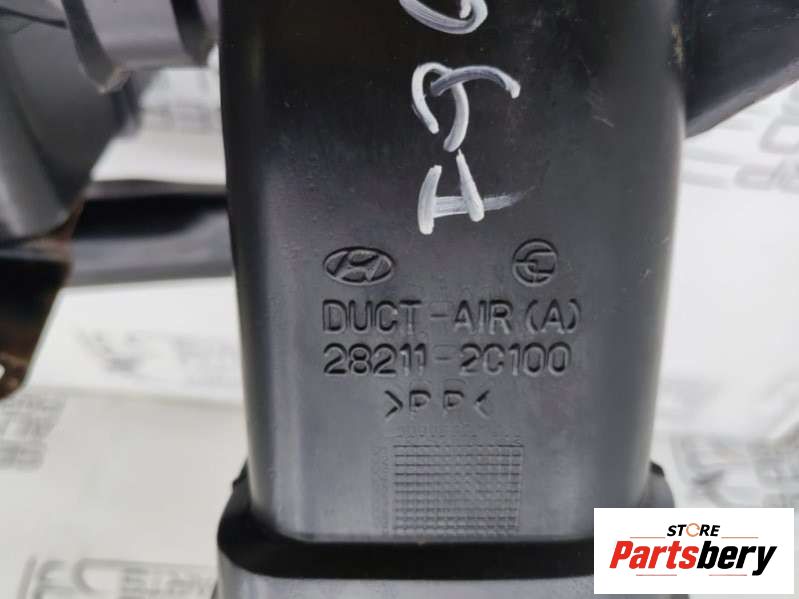 DUCT-AIR (A)
28211-2C100
>PP<
STORE
Partsbery